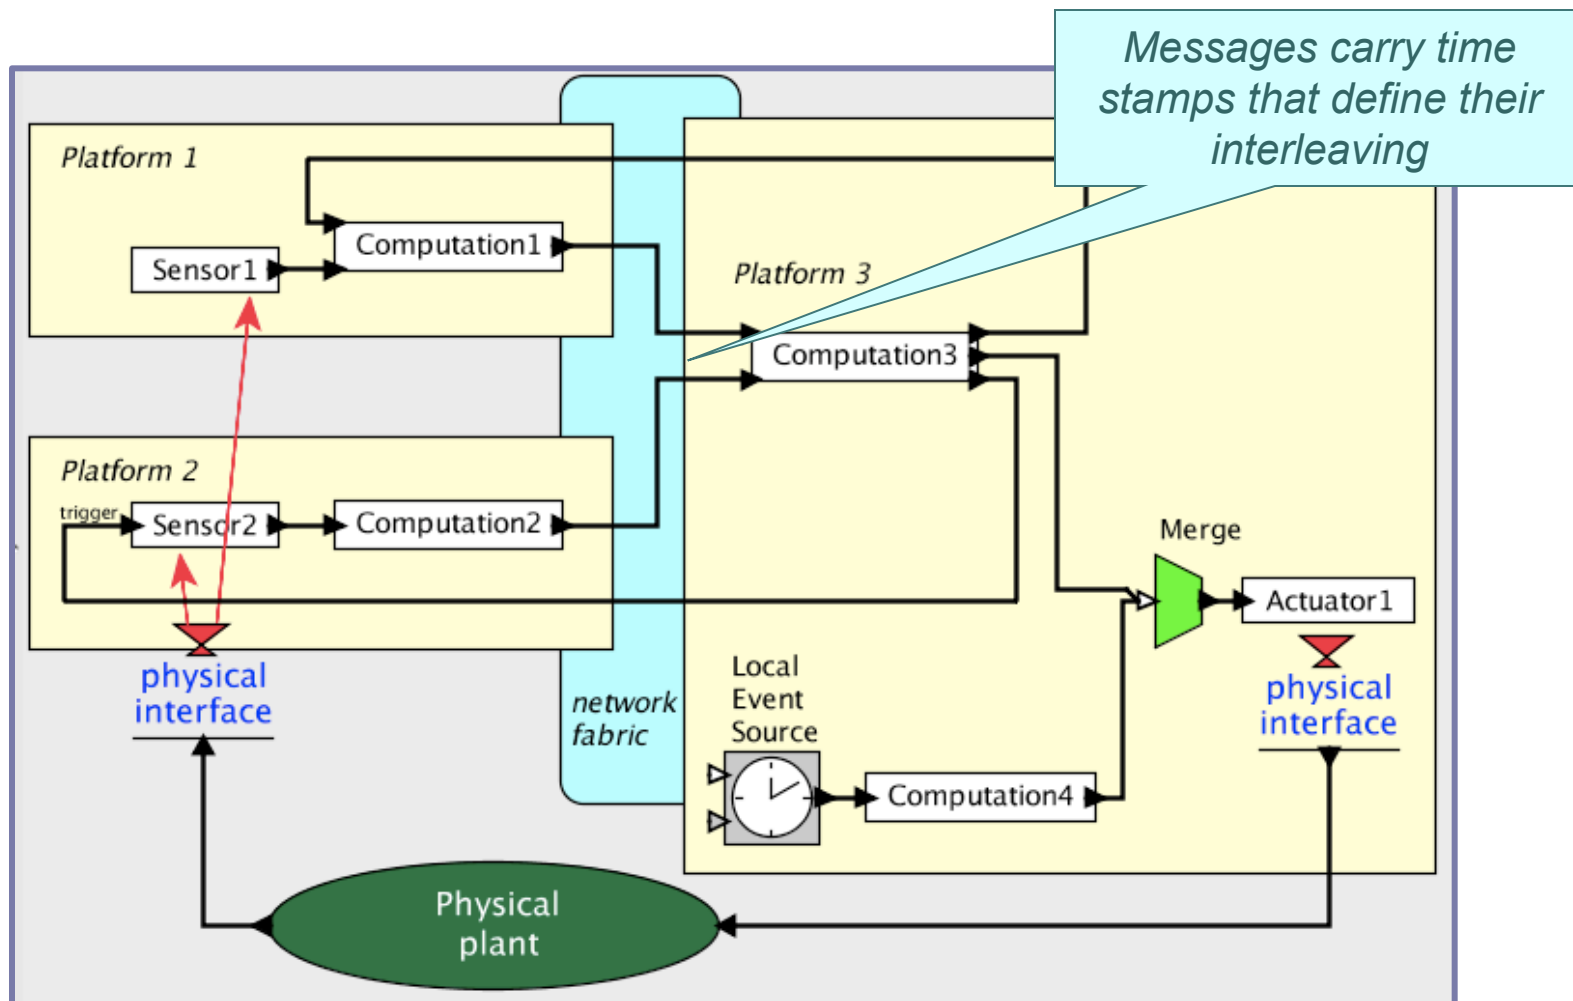 Messages carry time
stamps that define their
interleaving
Platform 1
Computation1
Sensor1
Platform 3
Computation3
Platform 2
trigger
Sensor2
Computation2
Merge
Actuator1
physical
interface
network
fabric
Local
Event
Source
physical
interface
Computation4
Physical
plant